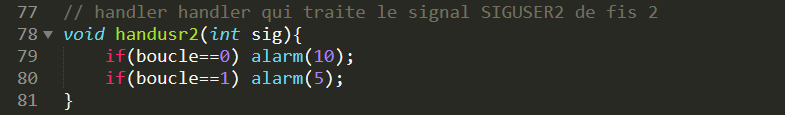 77 // handler handler qui traite le signal SIGUSER2 de fis 2
78 void handusr2(int sig){
79 if(boucle==0) alarm(10);
80 if(boucle==1) alarm(5);
81 }